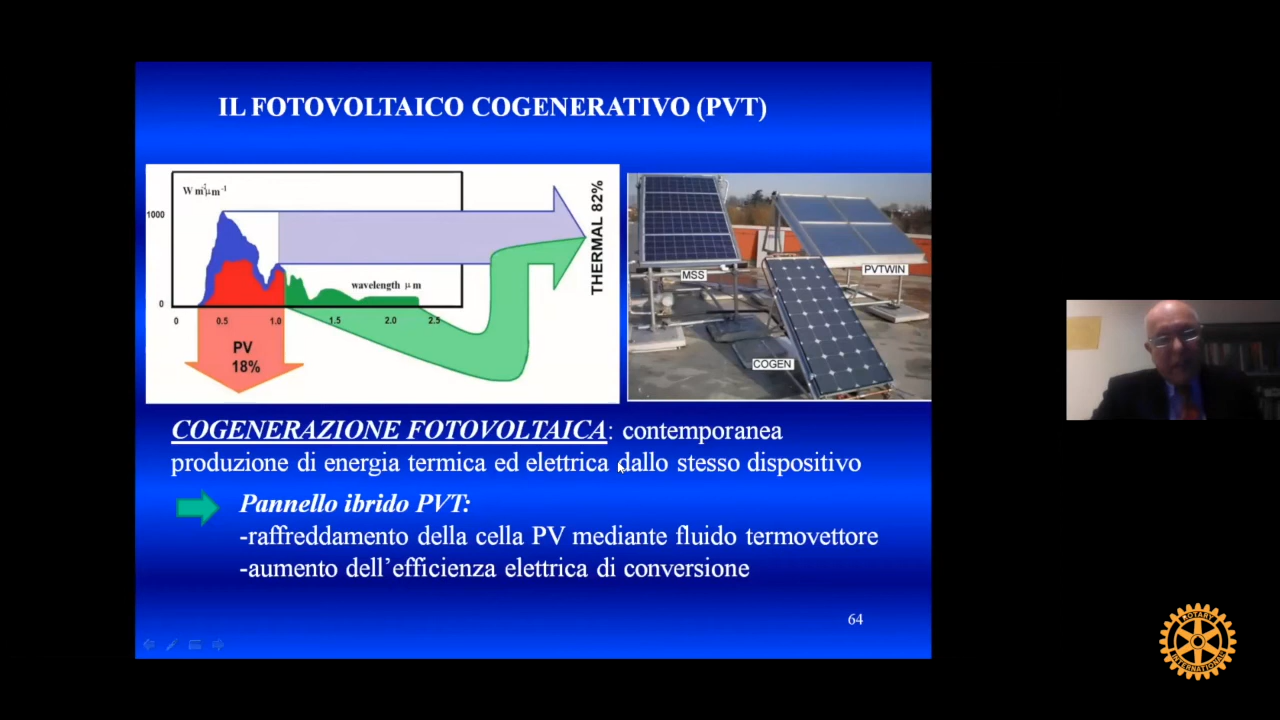 IL FOTOVOLTAICO COGENERATIVO (PVT)
W m⁻²μm⁻¹
1000
0
wavelength μ m
0 0.5 1.0 1.5 2.0 2.5
PV
18%
THERMAL 82%
MSS
PVTWIN
COGEN
COGENERAZIONE FOTOVOLTAICA: contemporanea
produzione di energia termica ed elettrica dallo stesso dispositivo
Pannello ibrido PVT:
-raffreddamento della cella PV mediante fluido termovettore
-aumento dell’efficienza elettrica di conversione
64
ROTARY
INTERNATIONAL